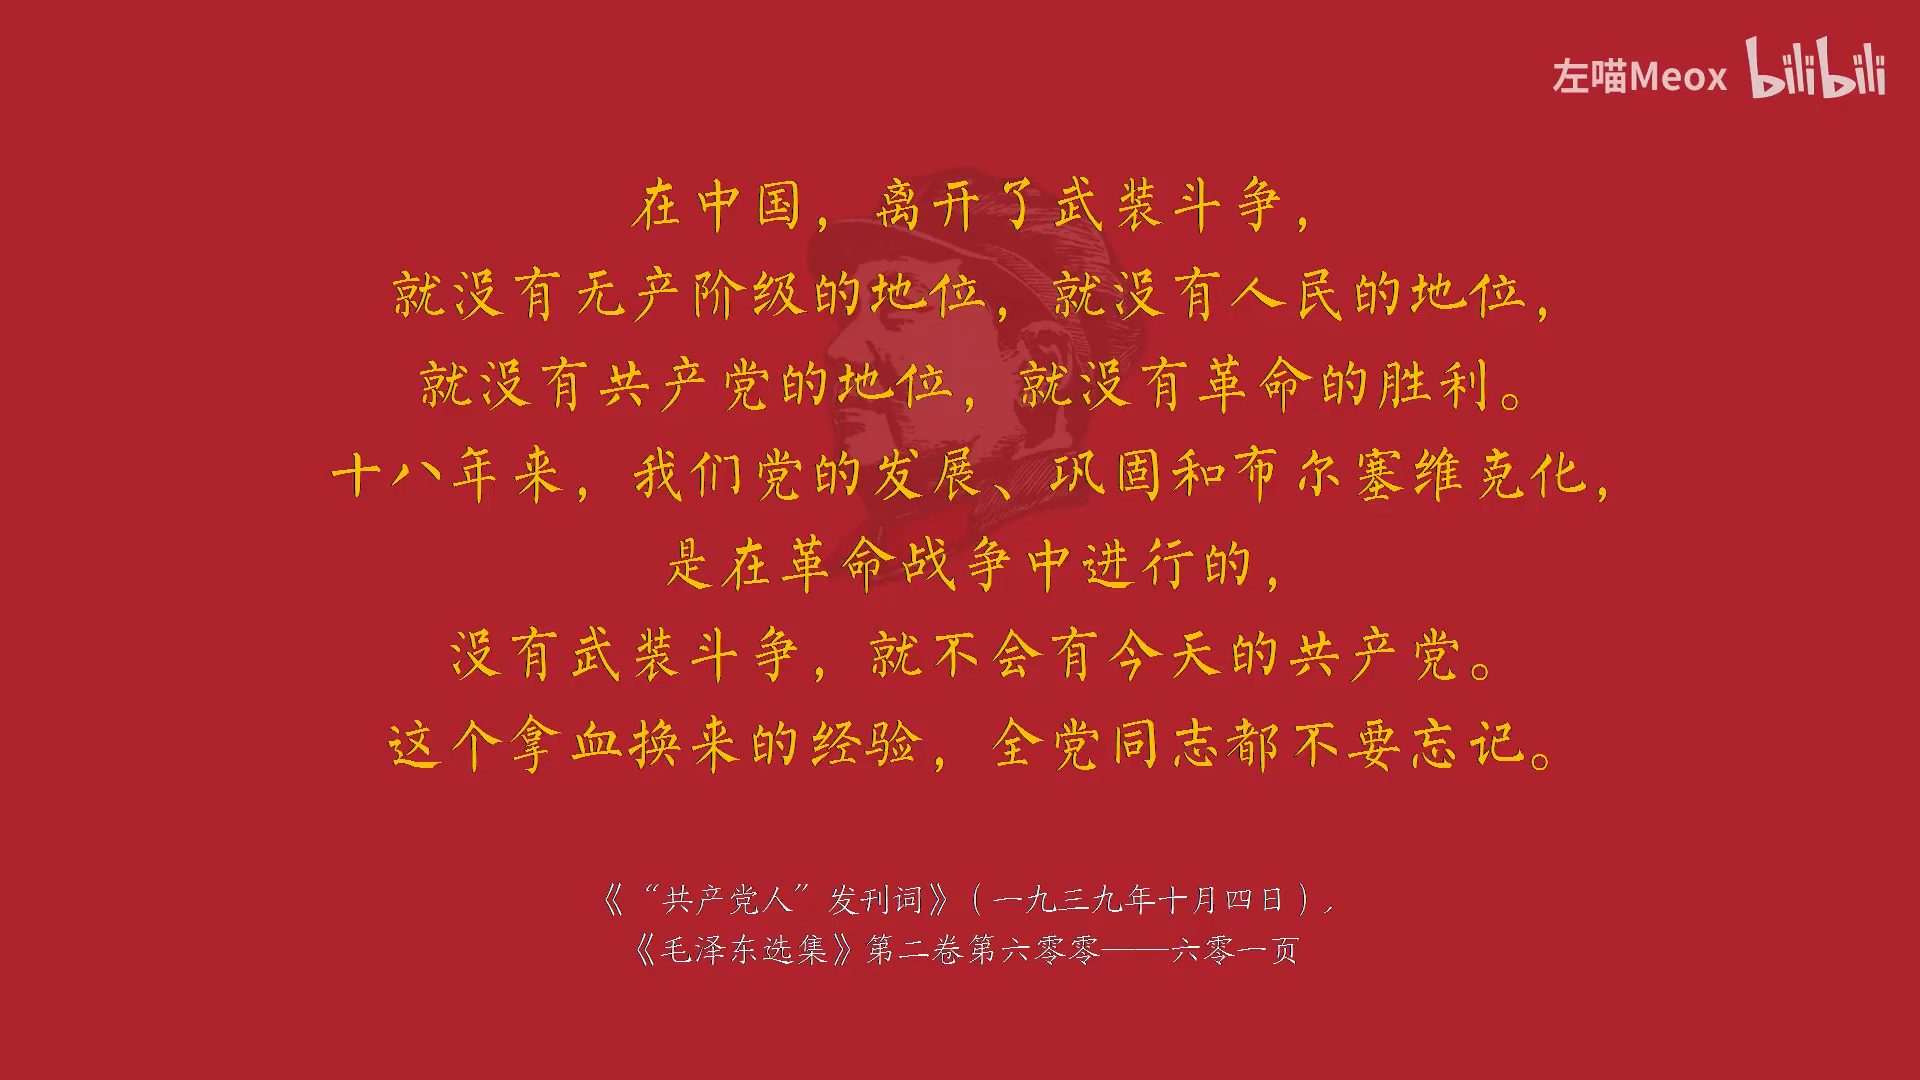 左喵Meox bilibili
在中国，离开了武装斗争，
就没有无产阶级的地位，就没有人民的地位，
就没有共产党的地位，就没有革命的胜利。
十八年来，我们党的发展、巩固和布尔塞维克化，
是在革命战争中进行的，
没有武装斗争，就不会有今天的共产党。
这个拿血换来的经验，全党同志都不要忘记。
《“共产党人”发刊词》（一九三九年十月四日），
《毛泽东选集》第二卷第六零零——六零一页